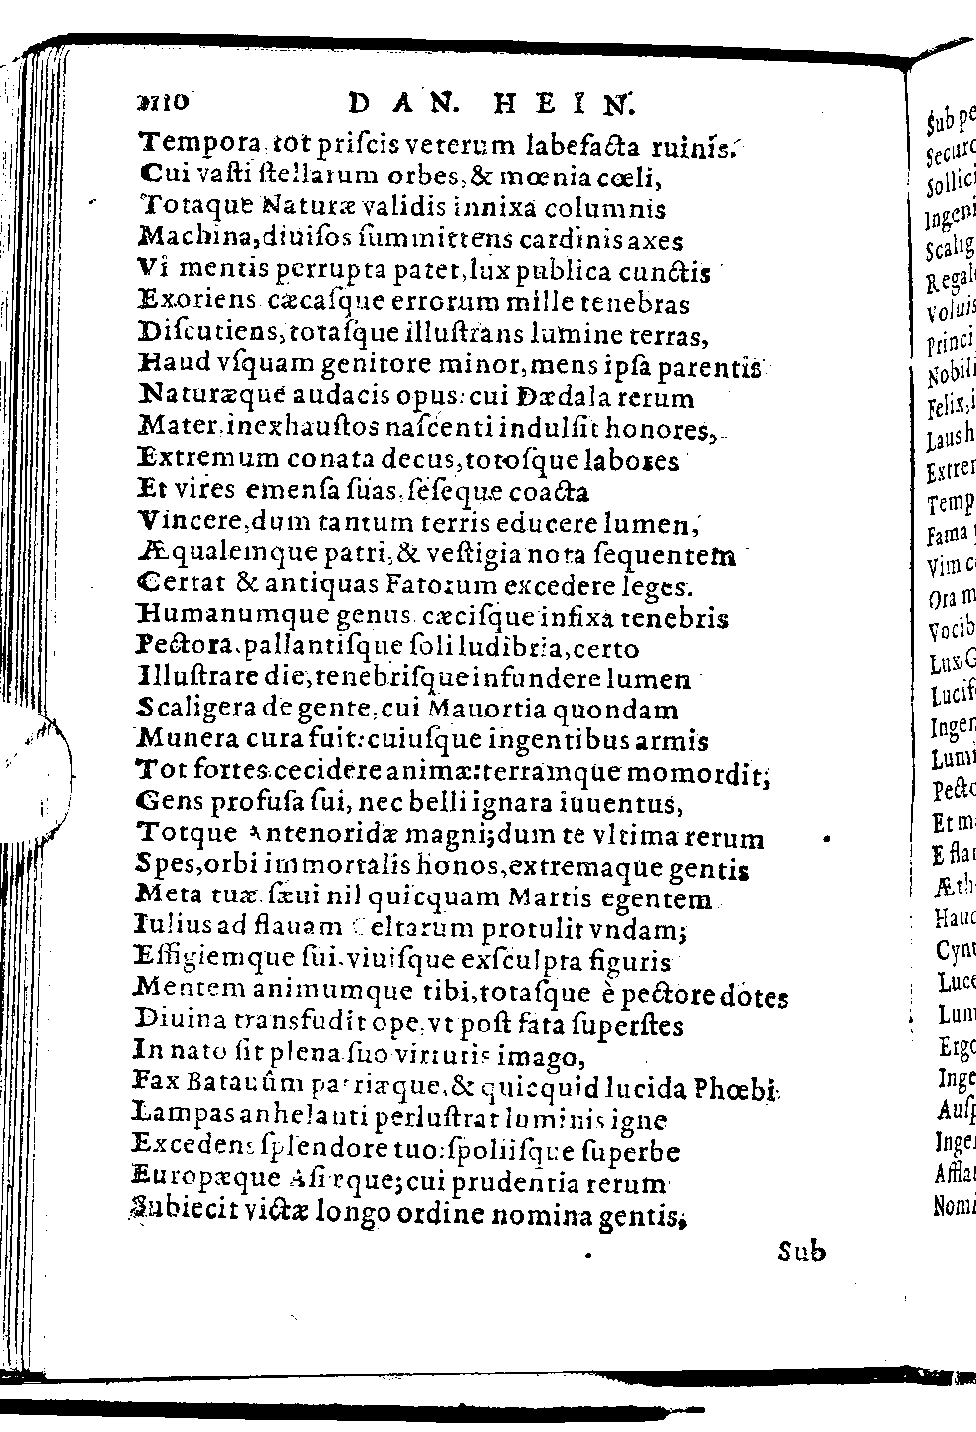 110 DAN. HEIN.
Tempora tot priſcis veterum labefacta ruinis.
Cui vaſti ſtellarum orbes, & mœnia cœli,
Totaque Naturæ validis innixa columnis
Machina, diuiſos ſummittens cardinis axes
Vi mentis perrupta patet, lux publica cunctis
Exoriens cæcaſque errorum mille tenebras
Diſcutiens, totaſque illuſtrans lumine terras,
Haud vſquam genitore minor, mens ipſa parentis
Naturæque audacis opus: cui Dædala rerum
Mater inexhauſtos naſcenti indulſit honores,
Extremum conata decus, totoſque labores
Et vires emenſa ſuas, ſeſeque coacta
Vincere, dum tantum terris educere lumen,
Æqualemque patri, & veſtigia nota ſequentem
Certat & antiquas Fatorum excedere leges.
Humanumque genus cæciſque infixa tenebris
Pectora, pallantiſque ſoli ludibria, certo
Illuſtrare die, tenebriſque infundere lumen
Scaligera de gente, cui Mauortia quondam
Munera cura fuit: cuiuſque ingentibus armis
Tot fortes cecidere animæ: terramque momordit;
Gens profuſa ſui, nec belli ignara iuuentus,
Totque Antenoridæ magni; dum te vltima rerum
Spes, orbi immortalis honos, extremaque gentis
Meta tuæ ſæui nil quicquam Martis egentem
Iulius ad flauam Celtarum protulit vndam;
Effigiemque ſui viuiſque exſculpta figuris
Mentem animumque tibi, totaſque è pectore dotes
Diuina transfudit ope, vt poſt fata ſuperſtes
In nato ſit plena ſuo virtutis imago,
Fax Batauûm patriæque, & quicquid lucida Phœbi
Lampas anhelanti perluſtrat luminis igne
Excedens ſplendore tuo: ſpoliiſque ſuperbe
Europæque Aſiæque; cui prudentia rerum
Subiecit victæ longo ordine nomina gentis,
Sub
Sub pe
Securo
Sollici
Ingeni
Scalig
Regale
Voluis
Princi
Nobili
Felix, i
Laus h
Extrem
Temp
Fama
Vim c
Ora m
Vocib
Lux G
Lucif
Ingen
Lumi
Pecto
Et m
E flan
Æth
Haud
Cynt
Luce
Lum
Ergo
Inge
Auſp
Inge
Afflat
Nomi